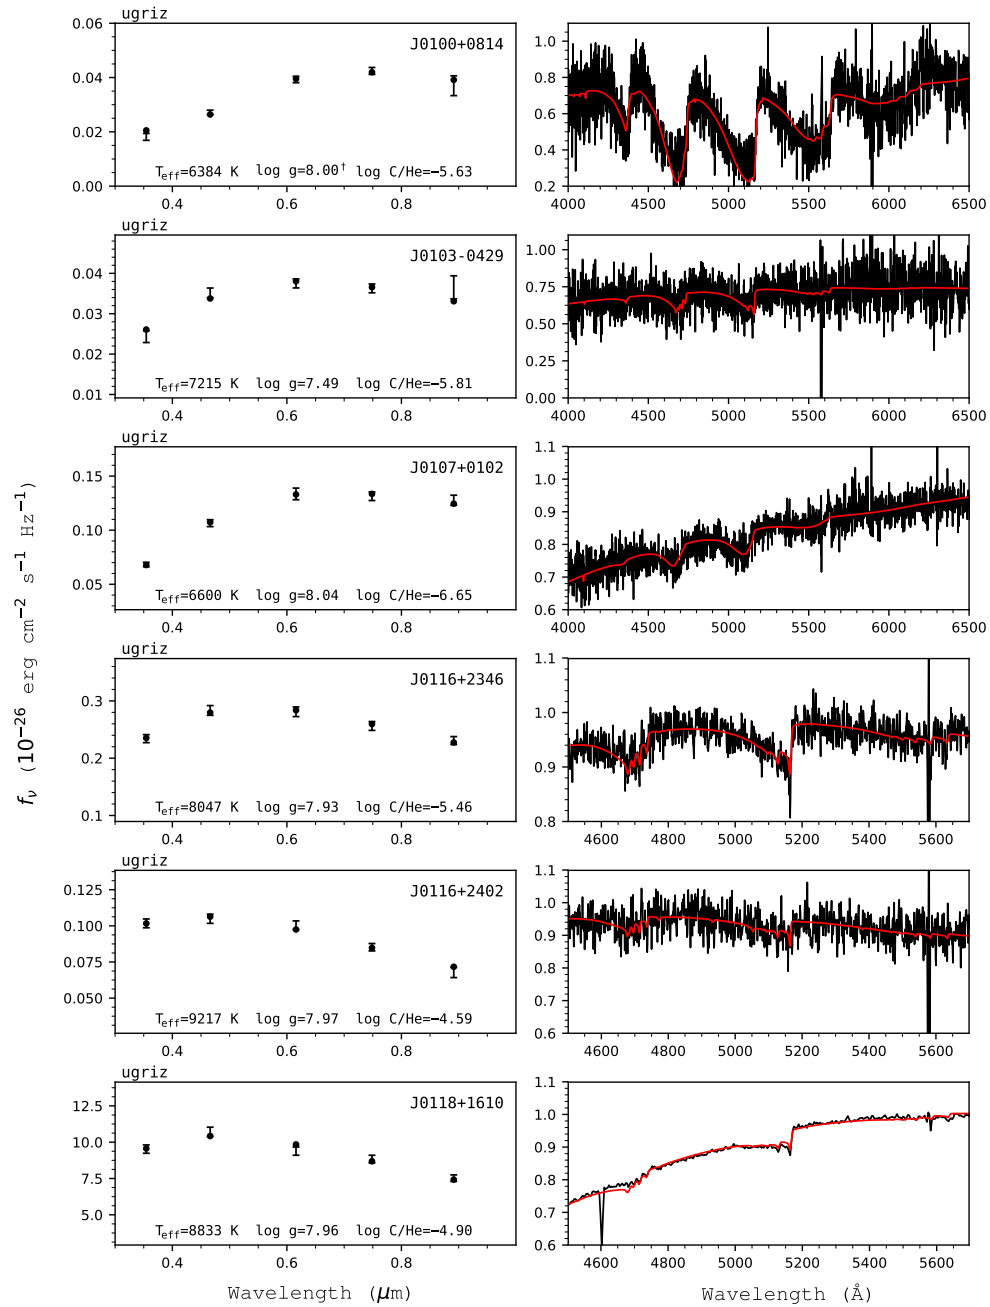 ugriz
J0100+0814
0.06
0.04
0.02
0.00
T_eff=6384 K log g=8.00† log C/He=−5.63
0.4 0.6 0.8
1.0
0.8
0.6
0.4
0.2
4000 4500 5000 5500 6000 6500
ugriz
J0103-0429
0.04
0.03
0.02
0.01
T_eff=7215 K log g=7.49 log C/He=−5.81
0.4 0.6 0.8
1.00
0.75
0.50
0.25
0.00
4000 4500 5000 5500 6000 6500
ugriz
J0107+0102
0.15
0.10
0.05
T_eff=6600 K log g=8.04 log C/He=−6.65
0.4 0.6 0.8
1.1
1.0
0.9
0.8
0.7
0.6
4000 4500 5000 5500 6000 6500
ugriz
J0116+2346
0.3
0.2
0.1
T_eff=8047 K log g=7.93 log C/He=−5.46
0.4 0.6 0.8
1.1
1.0
0.9
0.8
4600 4800 5000 5200 5400 5600
ugriz
J0116+2402
0.125
0.100
0.075
0.050
T_eff=9217 K log g=7.97 log C/He=−4.59
0.4 0.6 0.8
1.1
1.0
0.9
0.8
0.7
0.6
4600 4800 5000 5200 5400 5600
ugriz
J0118+1610
12.5
10.0
7.5
5.0
T_eff=8833 K log g=7.96 log C/He=−4.90
0.4 0.6 0.8
1.1
1.0
0.9
0.8
0.7
0.6
4600 4800 5000 5200 5400 5600
f_ν (10⁻²⁶ erg cm⁻² s⁻¹ Hz⁻¹)
Wavelength (μm)
Wavelength (Å)